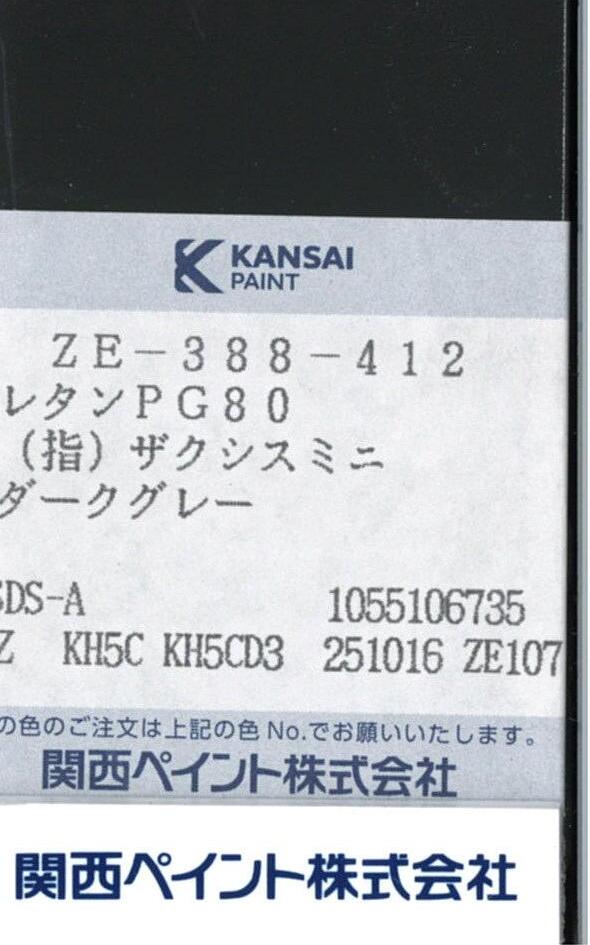 KANSAI
PAINT
ZE-388-412
レタンPG80
(指)ザクシスミニ
ダークグレー
SDS-A 1055106735
Z KH5C KH5CD3 251016 ZE107
の色のご注文は上記の色No.でお願いいたします。
関西ペイント株式会社
関西ペイント株式会社